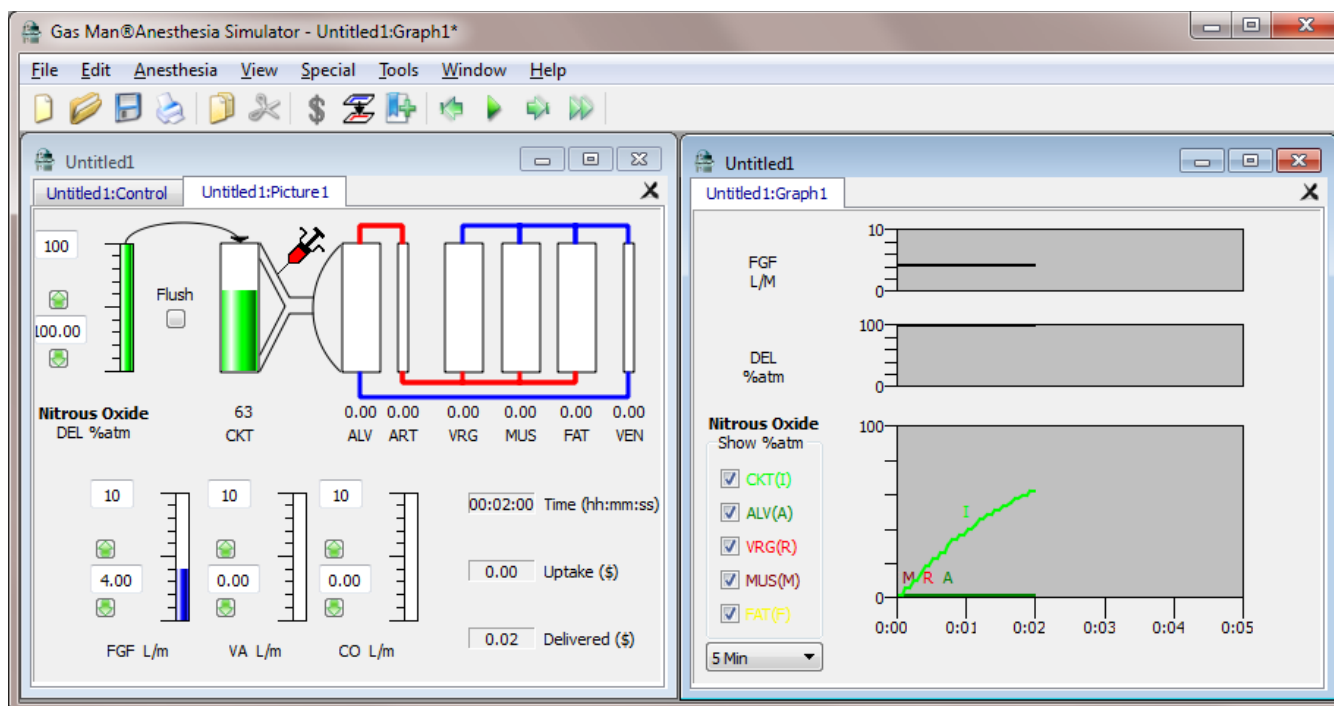 Gas Man®Anesthesia Simulator - Untitled1:Graph1*
File Edit Anesthesia View Special Tools Window Help
Untitled1
Untitled1:Control Untitled1:Picture1
100
Flush
100.00
Nitrous Oxide
DEL %atm
63 0.00 0.00 0.00 0.00 0.00 0.00
CKT ALV ART VRG MUS FAT VEN
10 10 10
00:02:00 Time (hh:mm:ss)
4.00 0.00 0.00
0.00 Uptake ($)
0.02 Delivered ($)
FGF L/m VA L/m CO L/m
Untitled1
Untitled1:Graph1
10
FGF
L/M
0
100
DEL
%atm
0
Nitrous Oxide
Show %atm
CKT(I)
ALV(A)
VRG(R)
MUS(M)
FAT(F)
5 Min
100
I
M R A
0
0:00 0:01 0:02 0:03 0:04 0:05